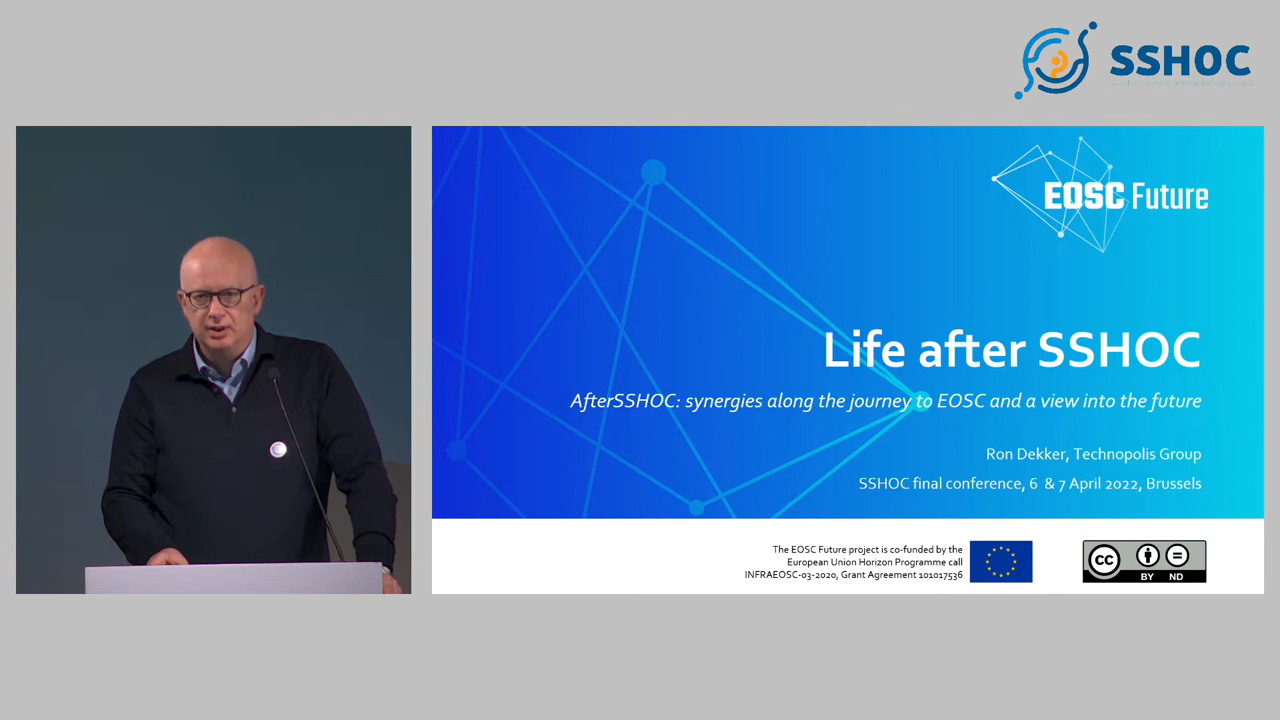 SSHOC
EOSC Future
Life after SSHOC
AfterSSHOC: synergies along the journey to EOSC and a view into the future
Ron Dekker, Technopolis Group
SSHOC final conference, 6 & 7 April 2022, Brussels
The EOSC Future project is co-funded by the
European Union Horizon Programme call
INFRAEOSC-03-2020, Grant Agreement 101017536
CC
BY ND